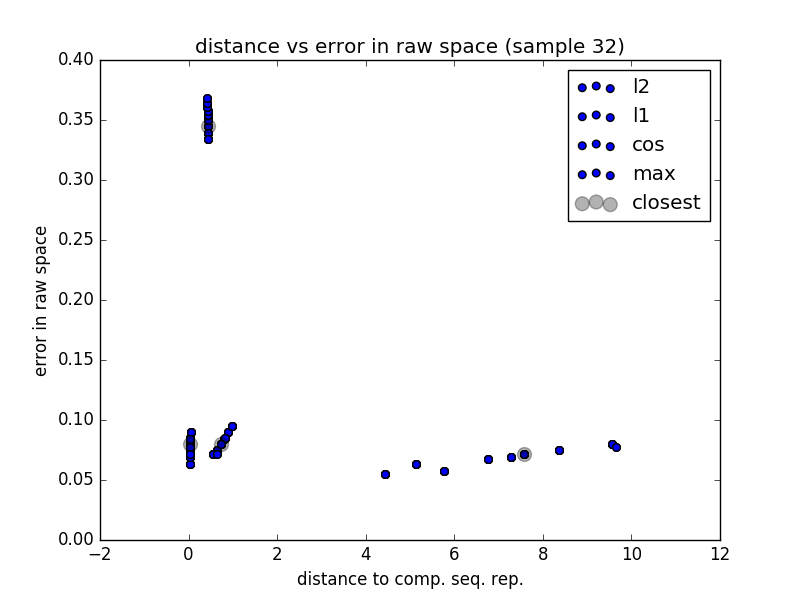 distance vs error in raw space (sample 32)
l2
l1
cos
max
closest
0.40
0.35
0.30
0.25
0.20
0.15
0.10
0.05
0.00
error in raw space
−2
0
2
4
6
8
10
12
distance to comp. seq. rep.